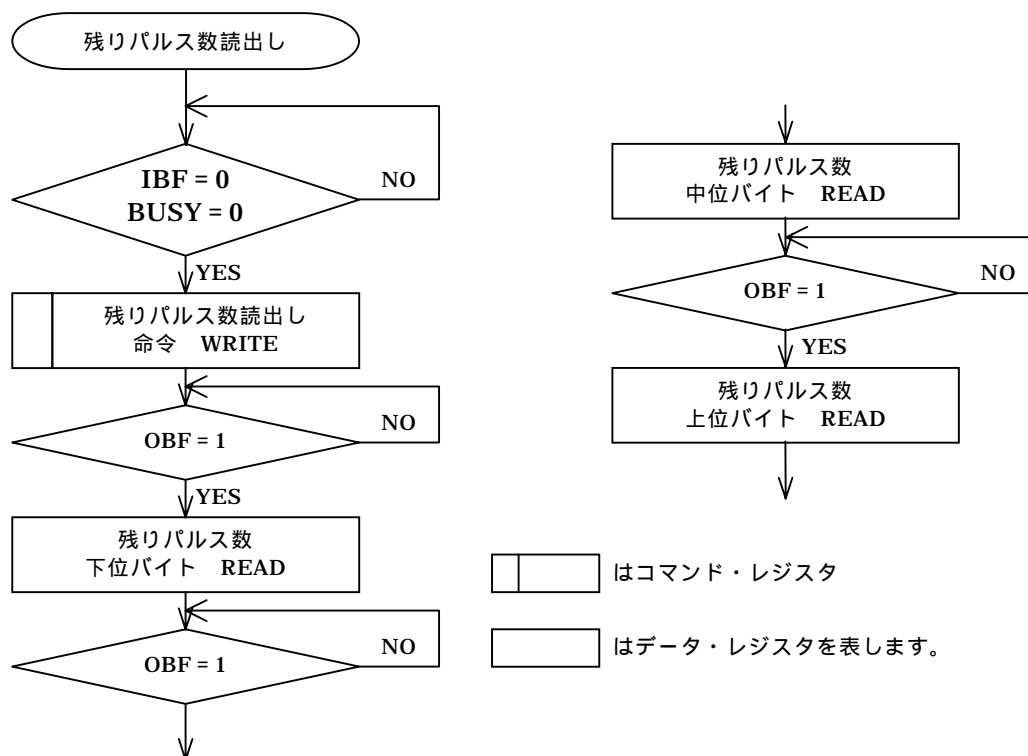 残りパルス数読出し
IBF = 0
BUSY = 0
NO
YES
残りパルス数読出し
命令 WRITE
OBF = 1
NO
YES
残りパルス数
下位バイト READ
OBF = 1
NO
残りパルス数
中位バイト READ
OBF = 1
NO
YES
残りパルス数
上位バイト READ
はコマンド・レジスタ
はデータ・レジスタを表します。